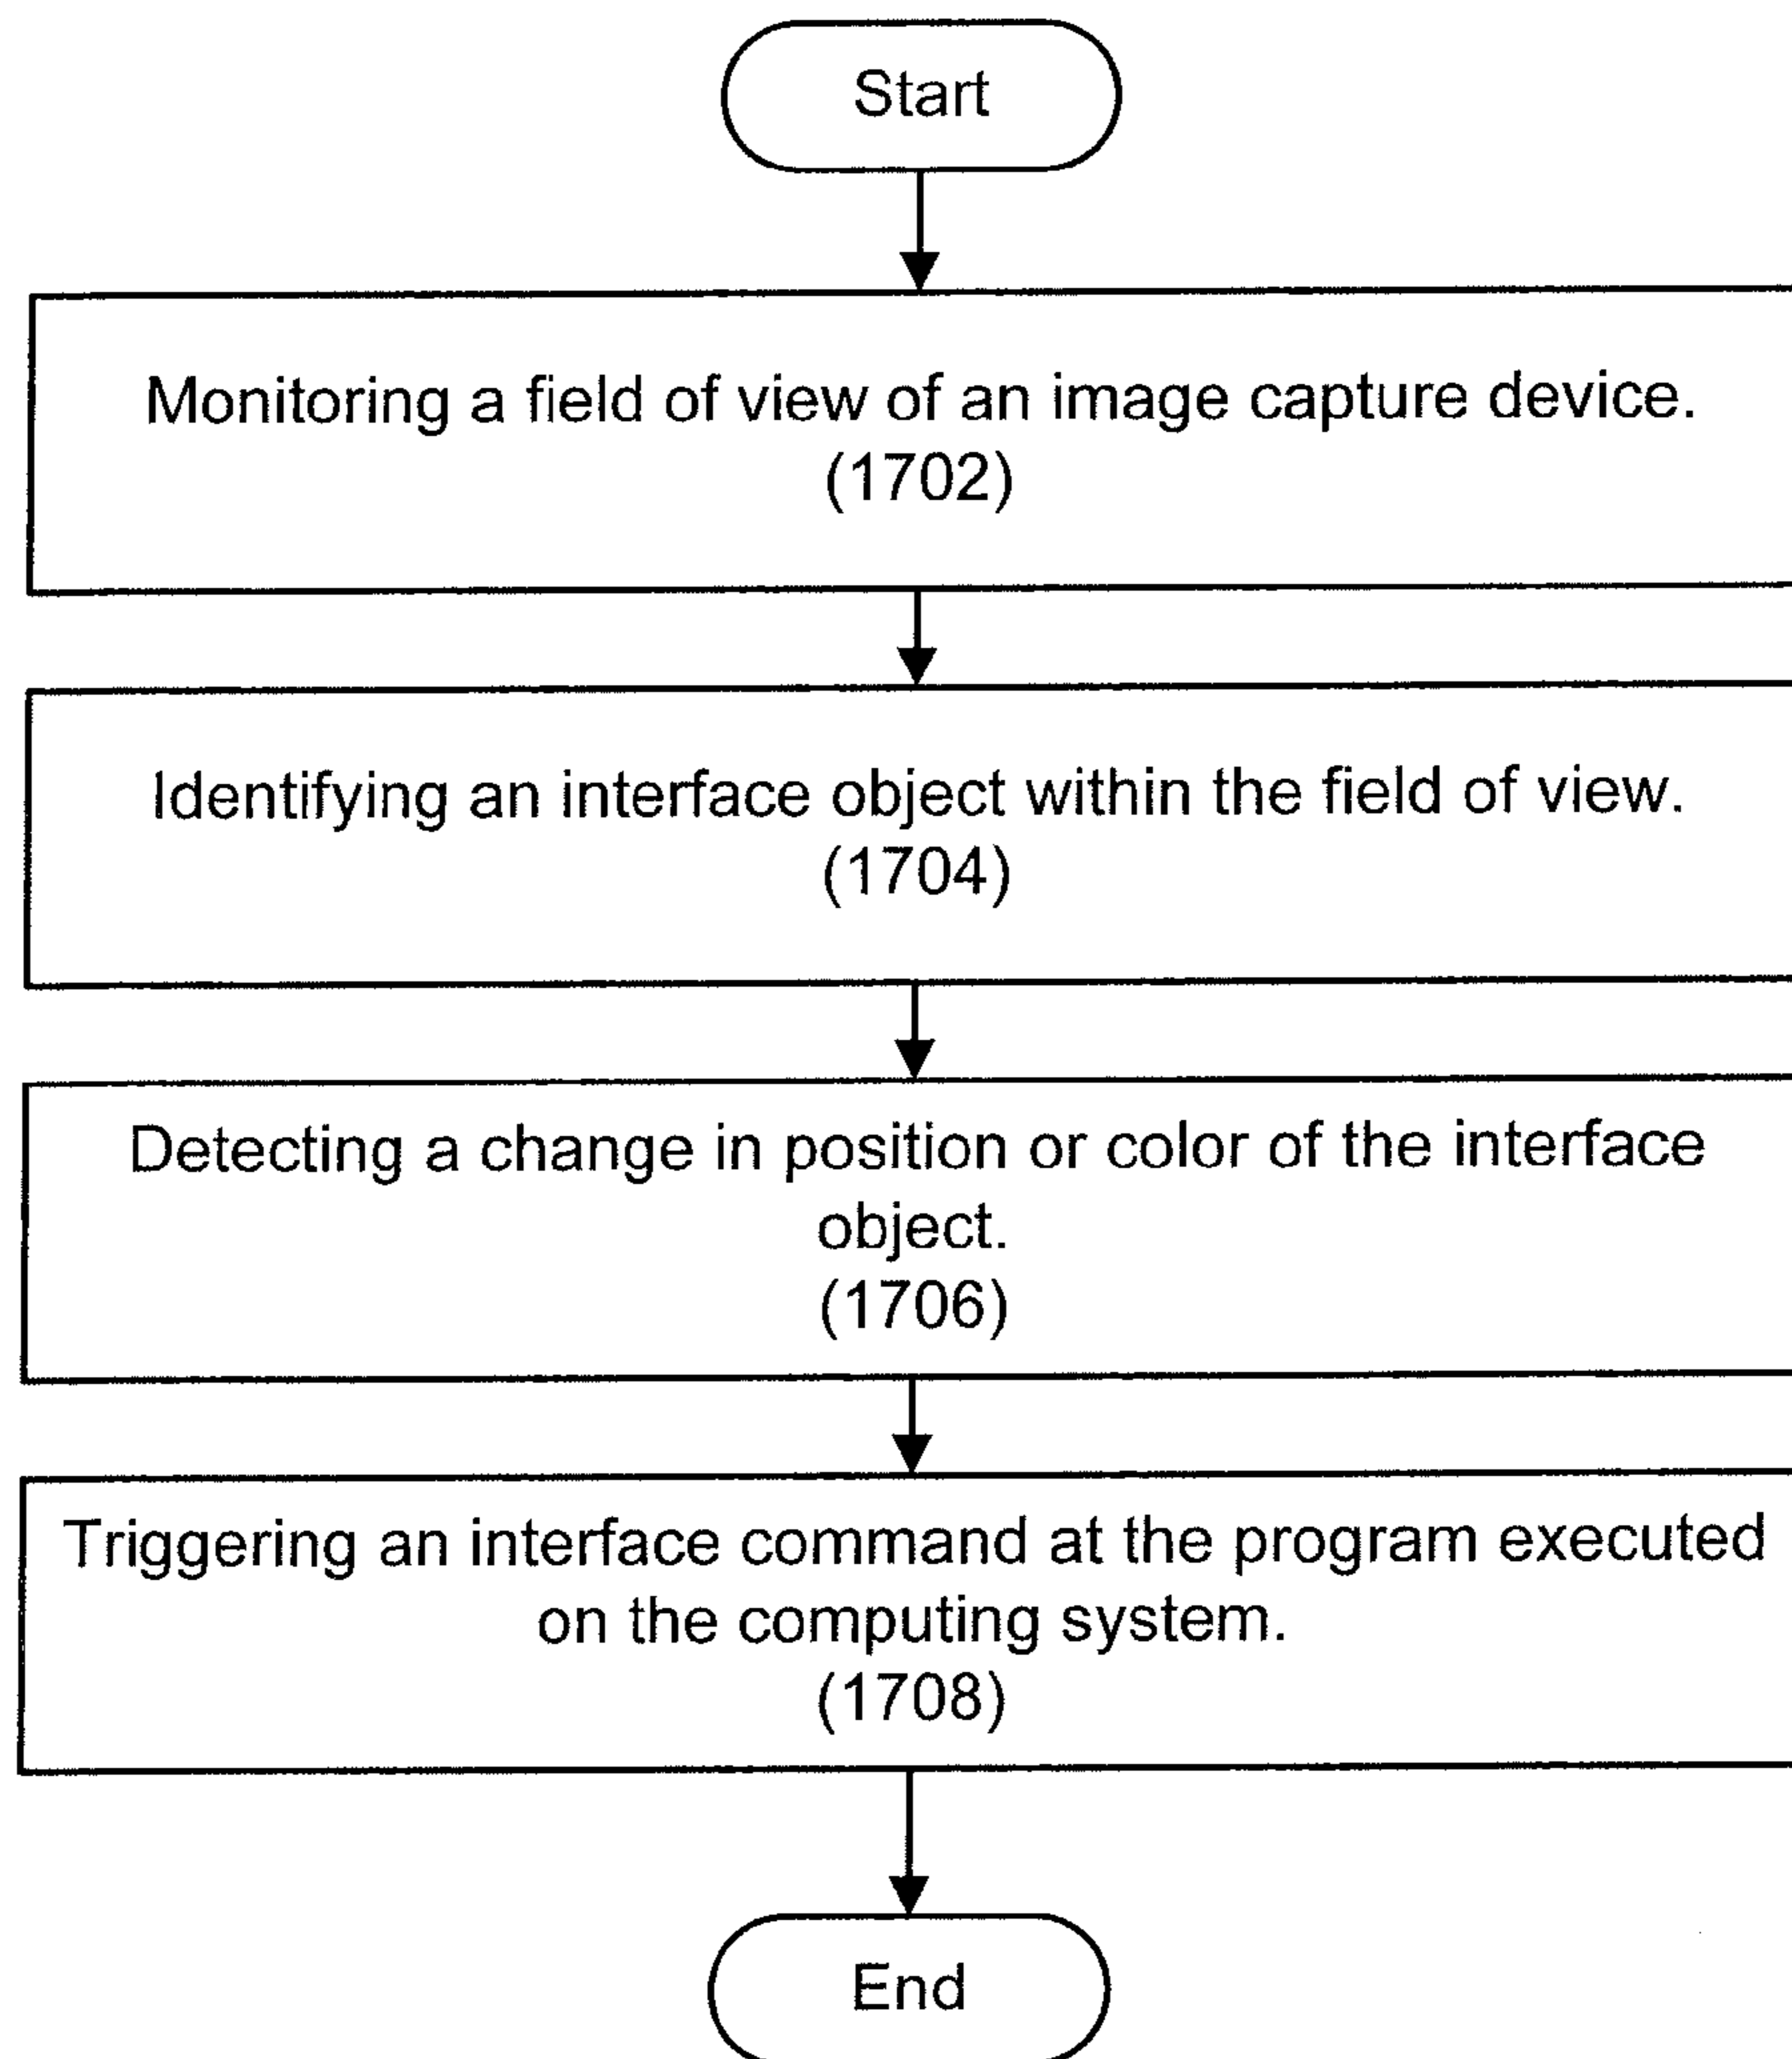 Start
Monitoring a field of view of an image capture device.
(1702)
Identifying an interface object within the field of view.
(1704)
Detecting a change in position or color of the interface
object.
(1706)
Triggering an interface command at the program executed
on the computing system.
(1708)
End